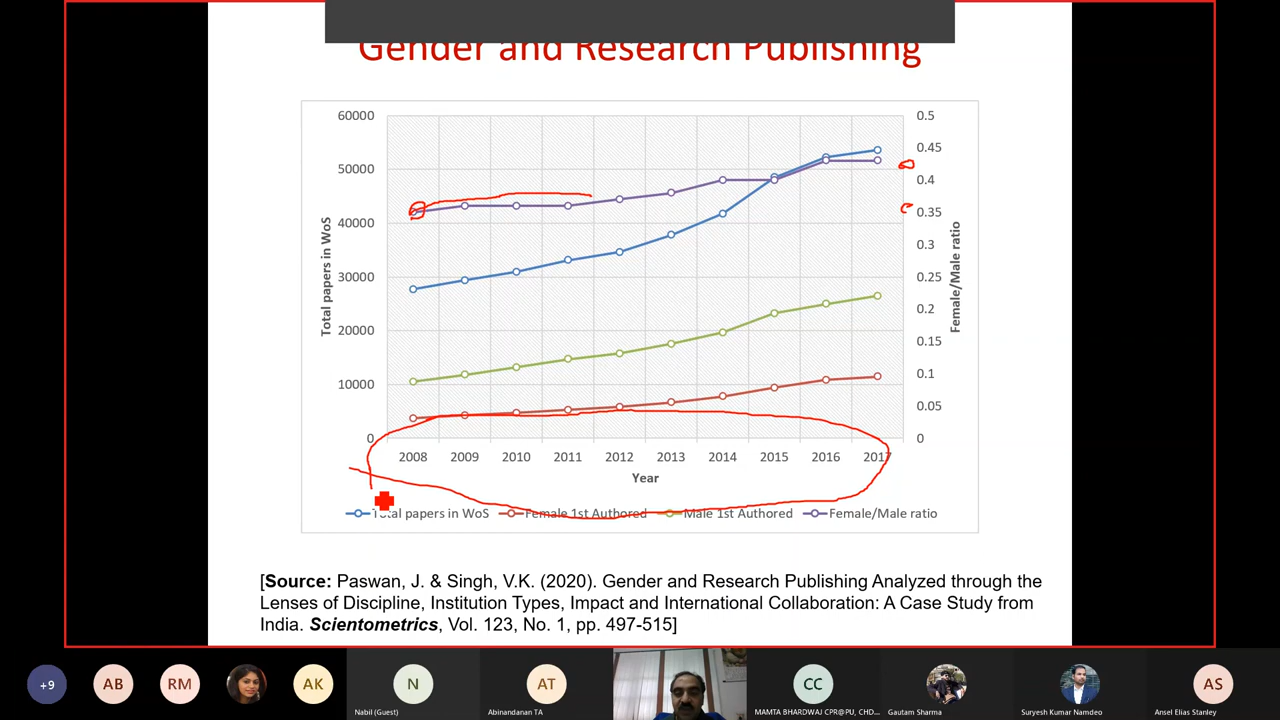 Gender and Research Publishing
60000
50000
40000
30000
20000
10000
0
Total papers in WoS
0.5
0.45
0.4
0.35
0.3
0.25
0.2
0.15
0.1
0.05
0
Female/Male ratio
2008 2009 2010 2011 2012 2013 2014 2015 2016 2017
Year
Total papers in WoS Female 1st Authored Male 1st Authored Female/Male ratio
[Source: Paswan, J. & Singh, V.K. (2020). Gender and Research Publishing Analyzed through the
Lenses of Discipline, Institution Types, Impact and International Collaboration: A Case Study from
India. Scientometrics, Vol. 123, No. 1, pp. 497-515]
+9 AB RM AK N AT CC AS
Nabil (Guest) Abinandanan TA MAMTA BHARDWAJ CPR@PU, CHD... Gautam Sharma Suryesh Kumar Namdeo Ansel Elias Stanley